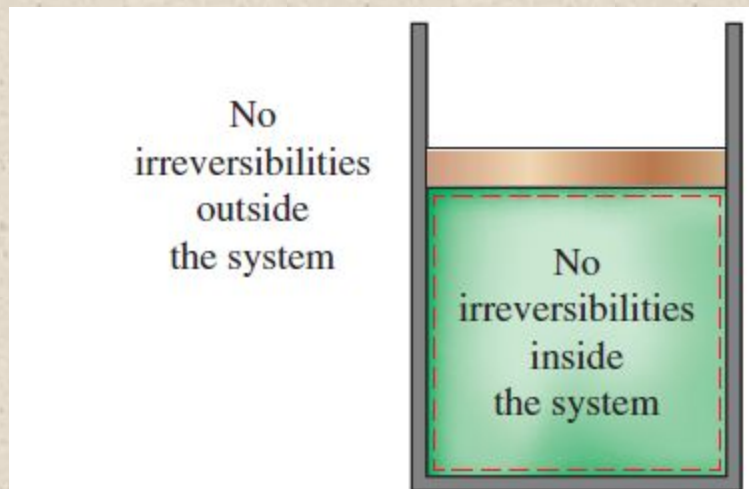 No
irreversibilities
outside
the system
No
irreversibilities
inside
the system